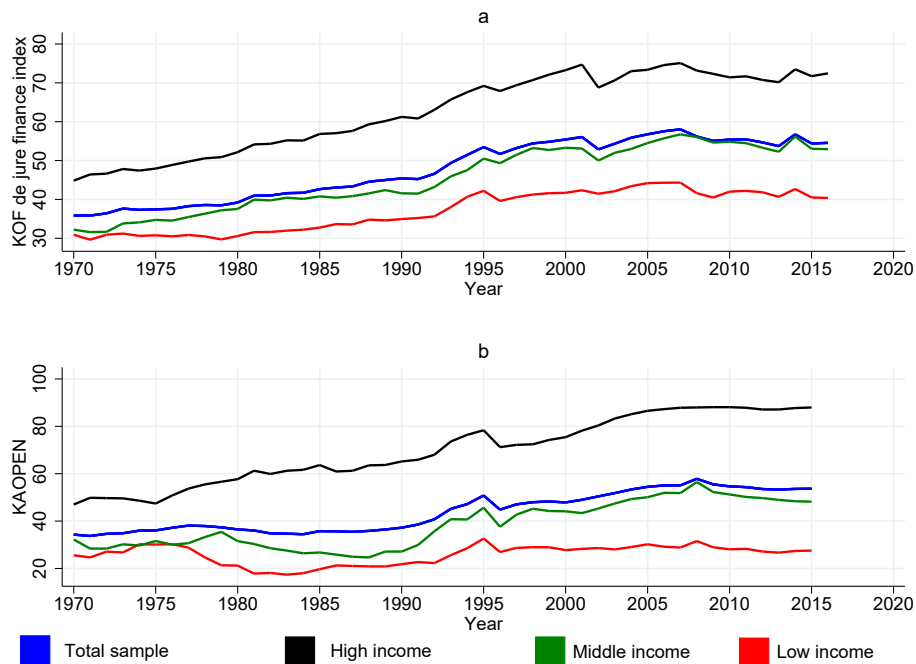 a
KOF de jure finance index
80
70
60
50
40
30
1970 1975 1980 1985 1990 1995 2000 2005 2010 2015 2020
Year
b
KAOPEN
100
80
60
40
20
1970 1975 1980 1985 1990 1995 2000 2005 2010 2015 2020
Year
Total sample High income Middle income Low income